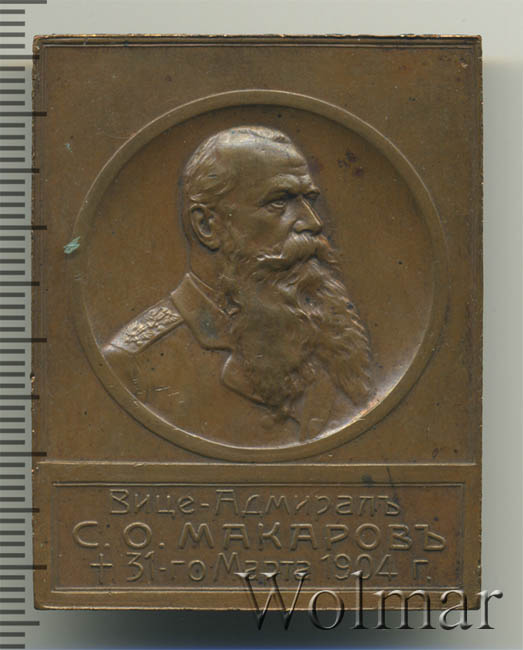 Вице-Адмиралъ
С.О. МАКАРОВЪ
+ 31-го Марта 1904 г.
Wolmar